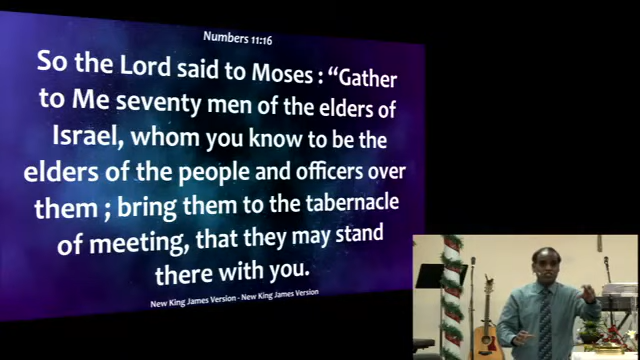 Numbers 11:16
So the Lord said to Moses : “Gather
to Me seventy men of the elders of
Israel, whom you know to be the
elders of the people and officers over
them ; bring them to the tabernacle
of meeting, that they may stand
there with you.
New King James Version - New King James Version